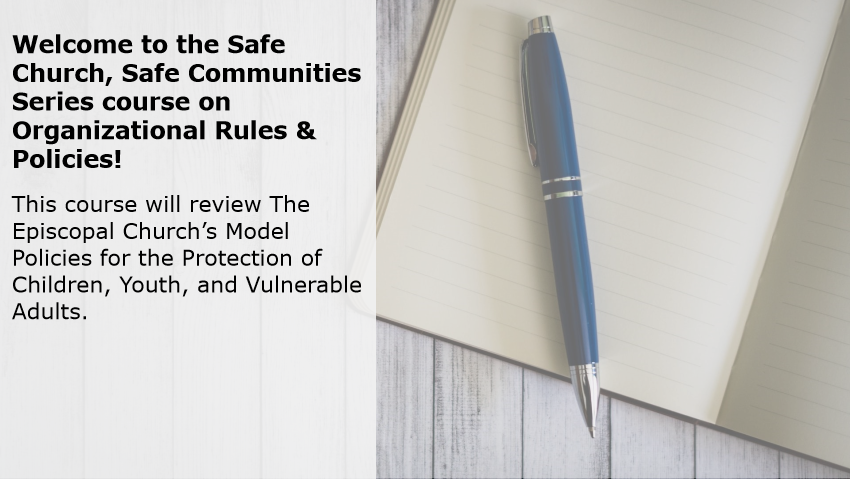 Welcome to the Safe
Church, Safe Communities
Series course on
Organizational Rules &
Policies!
This course will review The
Episcopal Church’s Model
Policies for the Protection of
Children, Youth, and Vulnerable
Adults.